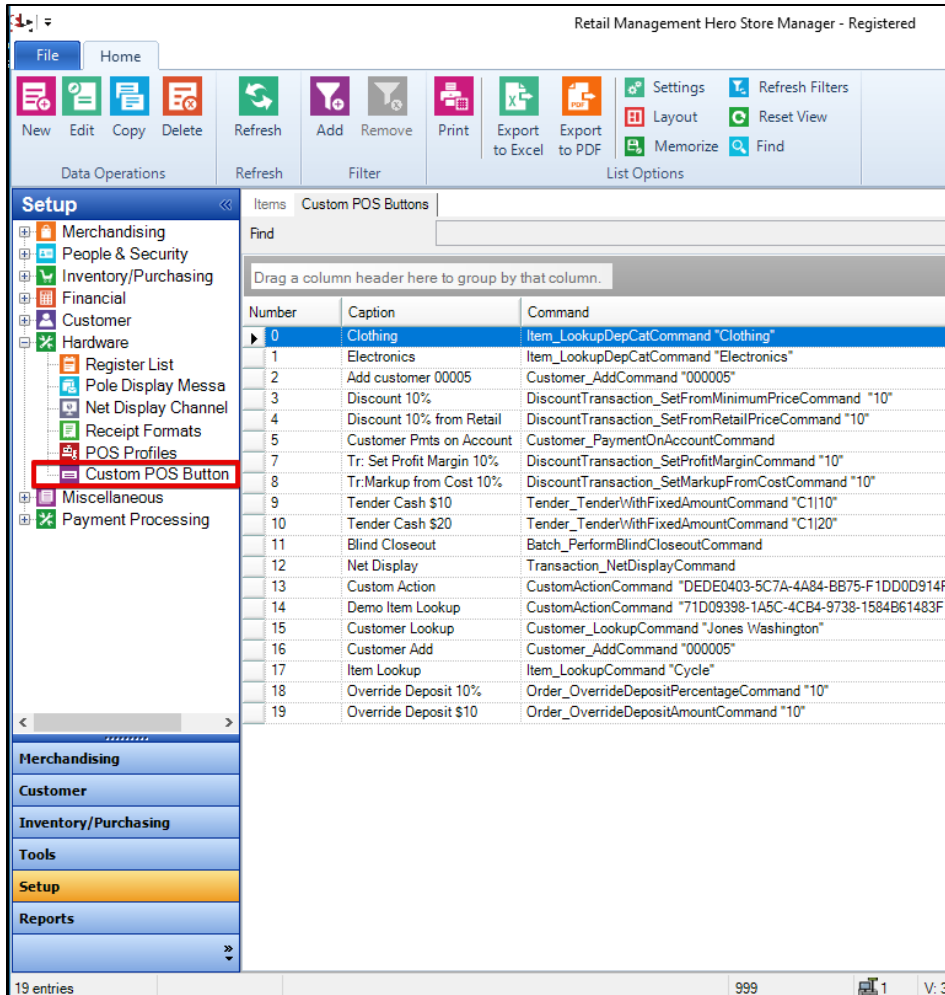 Retail Management Hero Store Manager - Registered
File Home
New Edit Copy Delete Refresh Add Remove Print Export to Excel Export to PDF
Settings Refresh Filters
Layout Reset View
Memorize Find
Data Operations Refresh Filter List Options
Setup «
Merchandising
People & Security
Inventory/Purchasing
Financial
Customer
Hardware
Register List
Pole Display Messa
Net Display Channel
Receipt Formats
POS Profiles
Custom POS Button
Miscellaneous
Payment Processing
Merchandising
Customer
Inventory/Purchasing
Tools
Setup
Reports
Items Custom POS Buttons
Find
Drag a column header here to group by that column.
Number Caption Command
0 Clothing Item_LookupDepCatCommand "Clothing"
1 Electronics Item_LookupDepCatCommand "Electronics"
2 Add customer 00005 Customer_AddCommand "000005"
3 Discount 10% DiscountTransaction_SetFromMinimumPriceCommand "10"
4 Discount 10% from Retail DiscountTransaction_SetFromRetailPriceCommand "10"
5 Customer Pmts on Account Customer_PaymentOnAccountCommand
7 Tr: Set Profit Margin 10% DiscountTransaction_SetProfitMarginCommand "10"
8 Tr:Markup from Cost 10% DiscountTransaction_SetMarkupFromCostCommand "10"
9 Tender Cash $10 Tender_TenderWithFixedAmountCommand "C1|10"
10 Tender Cash $20 Tender_TenderWithFixedAmountCommand "C1|20"
11 Blind Closeout Batch_PerformBlindCloseoutCommand
12 Net Display Transaction_NetDisplayCommand
13 Custom Action CustomActionCommand "DEDE0403-5C7A-4A84-BB75-F1DD0D914F
14 Demo Item Lookup CustomActionCommand "71D09398-1A5C-4CB4-9738-1584B61483F
15 Customer Lookup Customer_LookupCommand "Jones Washington"
16 Customer Add Customer_AddCommand "000005"
17 Item Lookup Item_LookupCommand "Cycle"
18 Override Deposit 10% Order_OverrideDepositPercentageCommand "10"
19 Override Deposit $10 Order_OverrideDepositAmountCommand "10"
19 entries 999 1 V: 3